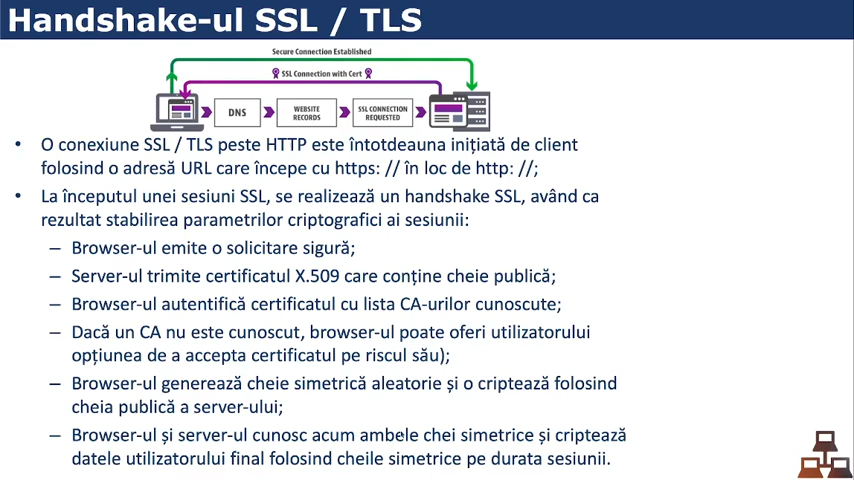 Handshake-ul SSL / TLS
Secure Connection Established
SSL Connection with Cert
DNS
WEBSITE
RECORDS
SSL CONNECTION
REQUESTED
• O conexiune SSL / TLS peste HTTP este întotdeauna inițiată de client
folosind o adresă URL care începe cu https: // în loc de http: //;
• La începutul unei sesiuni SSL, se realizează un handshake SSL, având ca
rezultat stabilirea parametrilor criptografici ai sesiunii:
– Browser-ul emite o solicitare sigură;
– Server-ul trimite certificatul X.509 care conține cheie publică;
– Browser-ul autentifică certificatul cu lista CA-urilor cunoscute;
– Dacă un CA nu este cunoscut, browser-ul poate oferi utilizatorului
opțiunea de a accepta certificatul pe riscul său);
– Browser-ul generează cheie simetrică aleatorie și o criptează folosind
cheia publică a server-ului;
– Browser-ul și server-ul cunosc acum ambele chei simetrice și criptează
datele utilizatorului final folosind cheile simetrice pe durata sesiunii.